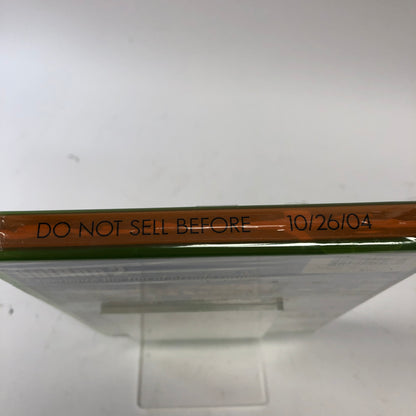 DO NOT SELL BEFORE 10/26/04